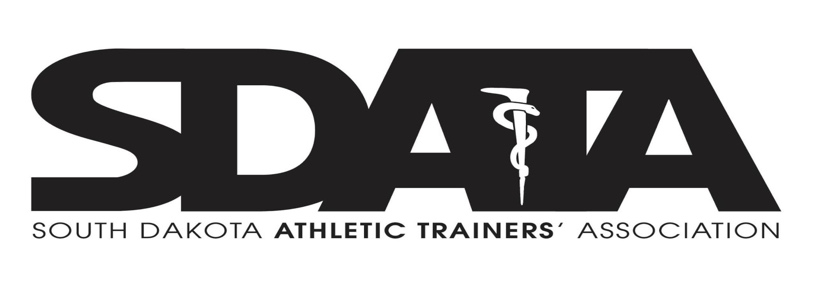 SDATA
SOUTH DAKOTA ATHLETIC TRAINERS' ASSOCIATION